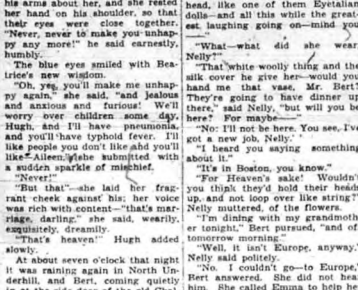 his arms about her, and she rested
her hand on his shoulder, so that
their eyes were close together.
"Never, never to make you unhap-
py any more!" he said earnestly,
humbly.
The blue eyes smiled with Bea-
trice's new wisdom.
"Oh, yes, you'll make me unhap-
py again," she said, "and jealous
and anxious and furious! We'll
worry over children some day,
Hugh, and I'll have pneumonia,
and you'll have typhoid fever. I'll
like people you don't like and you'll
like—Aileen," she submitted with
a sudden sparkle of mischief.
"Never!"
"But that"—she laid her frag-
rant cheek against his; her voice
was rich with content—"that's mar-
riage, darling," she said, wearily,
exquisitely, dreamily.
"That's heaven!" Hugh added
slowly.
At about seven o'clock that night
it was raining again in North Un-
derhill, and Bert, coming quietly
head, like one of them Eyetalian
dolls—and all this while the great-
est laughing going on—mind you
"What—what did she wear,
Nelly?"
"That white woolly thing and the
silk cover he give her—would you
hand me that vase, Mr. Bert?
They're going to have dinner up
there," said Nelly, "but will you be
here? For maybe—"
"No; I'll not be here. You see, I've
got a new job, Nelly."
"I heard you saying something
about it."
"It's in Boston, you know."
"For Heaven's sake! Wouldn't
you think they'd hold their heads
up, and not loop over like string?"
Nelly muttered, of the flowers.
"I'm dining with my grandmoth-
er tonight," Bert pursued, "and off
tomorrow morning."
"Well, it isn't Europe, anyway,"
Nelly said politely.
"No. I couldn't go—to Europe,"
Bert answered. She did not hear
him. She called Emma to help he